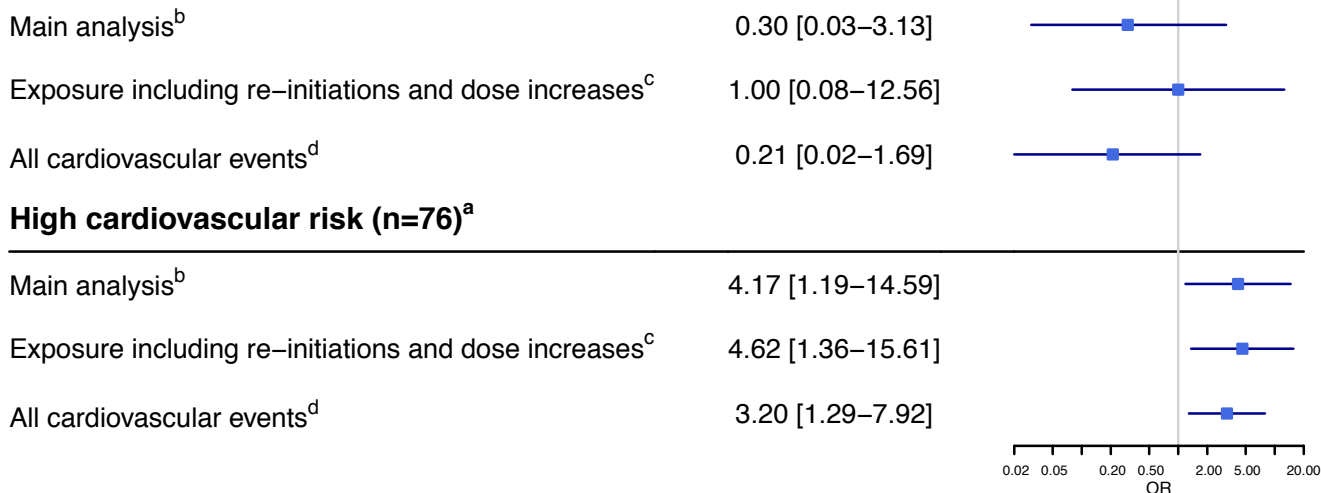 Main analysisᵇ 0.30 [0.03−3.13]
Exposure including re−initiations and dose increasesᶜ 1.00 [0.08−12.56]
All cardiovascular eventsᵈ 0.21 [0.02−1.69]
High cardiovascular risk (n=76)ᵃ
Main analysisᵇ 4.17 [1.19−14.59]
Exposure including re−initiations and dose increasesᶜ 4.62 [1.36−15.61]
All cardiovascular eventsᵈ 3.20 [1.29−7.92]
0.02 0.05 0.20 0.50 2.00 5.00 20.00
OR